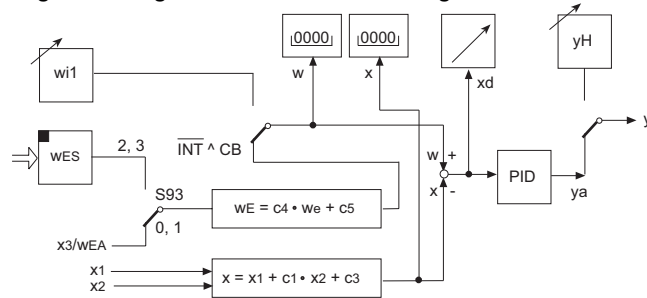 0000
0000
yH
wi1
w
x
xd
y
INT ^ CB
wES
2, 3
w +
x -
PID
ya
S93
0, 1
wE = c4 • we + c5
x3/wEA
x1
x2
x = x1 + c1 • x2 + c3